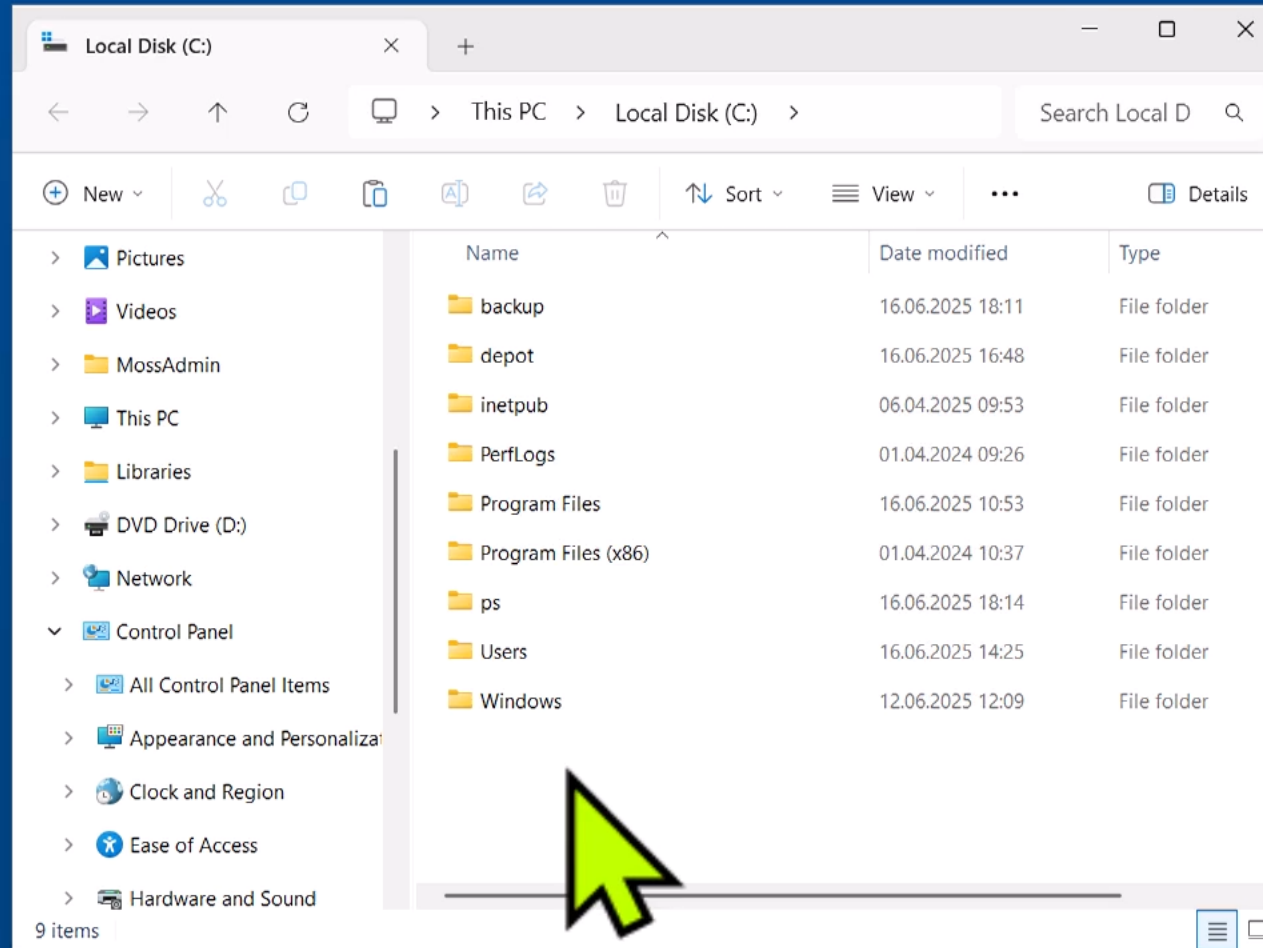 Local Disk (C:)
This PC > Local Disk (C:) >
Search Local D
New
Sort
View
Details
Pictures
Videos
MossAdmin
This PC
Libraries
DVD Drive (D:)
Network
Control Panel
All Control Panel Items
Appearance and Personalizat
Clock and Region
Ease of Access
Hardware and Sound
Name Date modified Type
backup 16.06.2025 18:11 File folder
depot 16.06.2025 16:48 File folder
inetpub 06.04.2025 09:53 File folder
PerfLogs 01.04.2024 09:26 File folder
Program Files 16.06.2025 10:53 File folder
Program Files (x86) 01.04.2024 10:37 File folder
ps 16.06.2025 18:14 File folder
Users 16.06.2025 14:25 File folder
Windows 12.06.2025 12:09 File folder
9 items